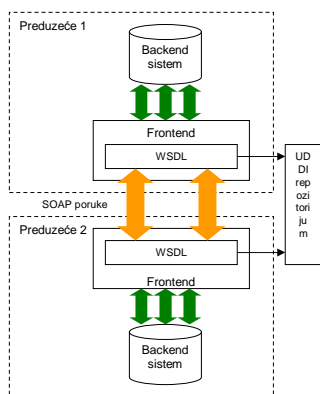 Preduzeće 1
Backend
sistem
Frontend
WSDL
SOAP poruke
UD
DI
rep
ozi
tori
ju
m
Preduzeće 2
WSDL
Frontend
Backend
sistem